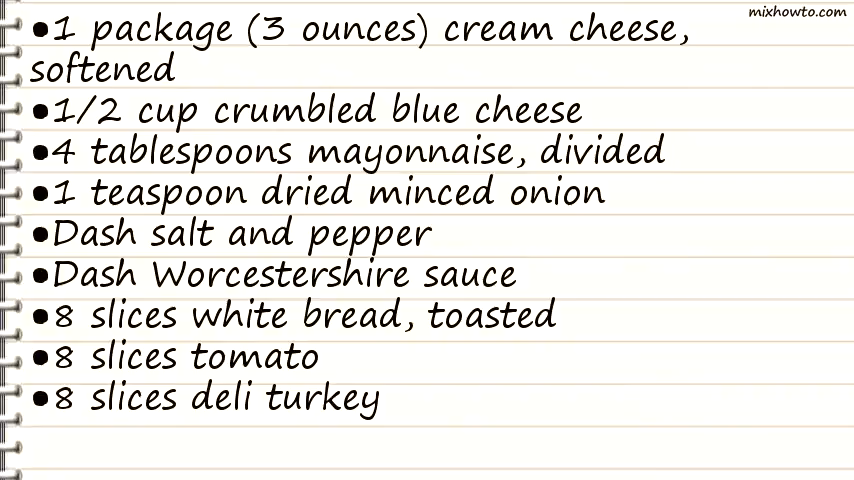 mixhowto.com
●1 package (3 ounces) cream cheese,
softened
●1/2 cup crumbled blue cheese
●4 tablespoons mayonnaise, divided
●1 teaspoon dried minced onion
●Dash salt and pepper
●Dash Worcestershire sauce
●8 slices white bread, toasted
●8 slices tomato
●8 slices deli turkey